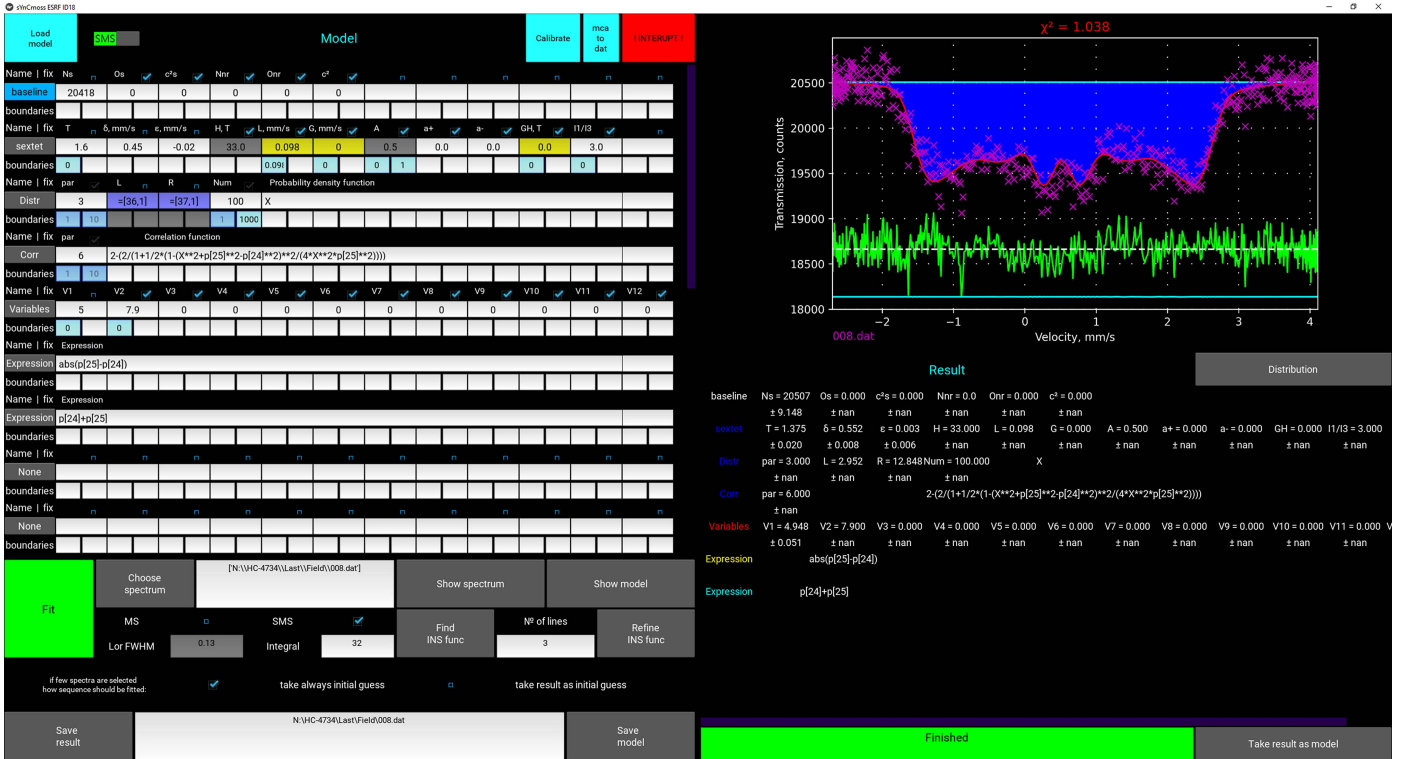 sYnCmoss ESRF ID18
Load model
SMS
Model
Calibrate
mca to dat
! INTERUPT !
Name | fix Ns Os c²s Nnr Onr c²
baseline 20418 0 0 0 0 0
boundaries
Name | fix T δ, mm/s ε, mm/s H, T L, mm/s G, mm/s A a+ a- GH, T I1/I3
sextet 1.6 0.45 -0.02 33.0 0.098 0 0.5 0.0 0.0 0.0 3.0
boundaries 0 0.098 0 0 1 0 0
Name | fix par L R Num Probability density function
Distr 3 =[36,1] =[37,1] 100 X
boundaries 1 10 1 1000
Name | fix par Correlation function
Corr 6 2-(2/(1+1/2*(1-(X**2+p[25]**2-p[24]**2)**2/(4*X**2*p[25]**2))))
boundaries 1 10
Name | fix V1 V2 V3 V4 V5 V6 V7 V8 V9 V10 V11 V12
Variables 5 7.9 0 0 0 0 0 0 0 0 0 0
boundaries 0 0
Name | fix Expression
Expression abs(p[25]-p[24])
boundaries
Name | fix Expression
Expression p[24]+p[25]
boundaries
Name | fix
None
boundaries
Name | fix
None
boundaries
Fit
Choose spectrum
['N:\\HC-4734\\Last\\Field\\008.dat']
Show spectrum
Show model
MS SMS
Lor FWHM 0.13 Integral 32
Find INS func
№ of lines
3
Refine INS func
if few spectra are selected
how sequence should be fitted:
take always initial guess
take result as initial guess
Save result
N:\HC-4734\Last\Field\008.dat
Save model
χ² = 1.038
Transmission, counts
20500
20000
19500
19000
18500
18000
−2 −1 0 1 2 3 4
008.dat
Velocity, mm/s
Result
Distribution
baseline Ns = 20507 Os = 0.000 c²s = 0.000 Nnr = 0.0 Onr = 0.000 c² = 0.000
± 9.148 ± nan ± nan ± nan ± nan ± nan
sextet T = 1.375 δ = 0.552 ε = 0.003 H = 33.000 L = 0.098 G = 0.000 A = 0.500 a+ = 0.000 a- = 0.000 GH = 0.000 I1/I3 = 3.000
± 0.020 ± 0.008 ± 0.006 ± nan ± nan ± nan ± nan ± nan ± nan ± nan ± nan
Distr par = 3.000 L = 2.952 R = 12.848 Num = 100.000 X
± nan ± nan ± nan
Corr par = 6.000 2-(2/(1+1/2*(1-(X**2+p[25]**2-p[24]**2)**2/(4*X**2*p[25]**2))))
± nan
Variables V1 = 4.948 V2 = 7.900 V3 = 0.000 V4 = 0.000 V5 = 0.000 V6 = 0.000 V7 = 0.000 V8 = 0.000 V9 = 0.000 V10 = 0.000 V11 = 0.000 V
± 0.051 ± nan ± nan ± nan ± nan ± nan ± nan ± nan ± nan ± nan ± nan
Expression abs(p[25]-p[24])
Expression p[24]+p[25]
Finished
Take result as model